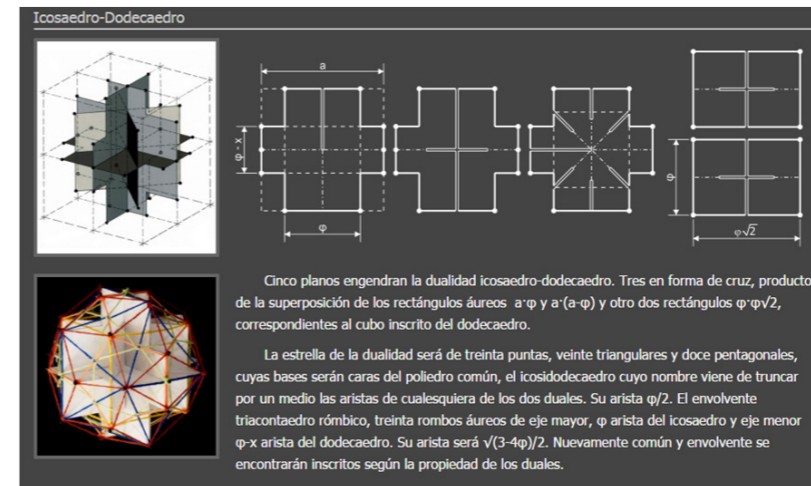 Icosaedro-Dodecaedro
a
φ - x
φ
φ
φ√2
Cinco planos engendran la dualidad icosaedro-dodecaedro. Tres en forma de cruz, producto
de la superposición de los rectángulos áureos a·φ y a·(a-φ) y otro dos rectángulos φ·φ√2,
correspondientes al cubo inscrito del dodecaedro.
La estrella de la dualidad será de treinta puntas, veinte triangulares y doce pentagonales,
cuyas bases serán caras del poliedro común, el icosidodecaedro cuyo nombre viene de truncar
por un medio las aristas de cualesquiera de los dos duales. Su arista φ/2. El envolvente
triacontaedro rómbico, treinta rombos áureos de eje mayor, φ arista del icosaedro y eje menor
φ-x arista del dodecaedro. Su arista será √(3-4φ)/2. Nuevamente común y envolvente se
encontrarán inscritos según la propiedad de los duales.